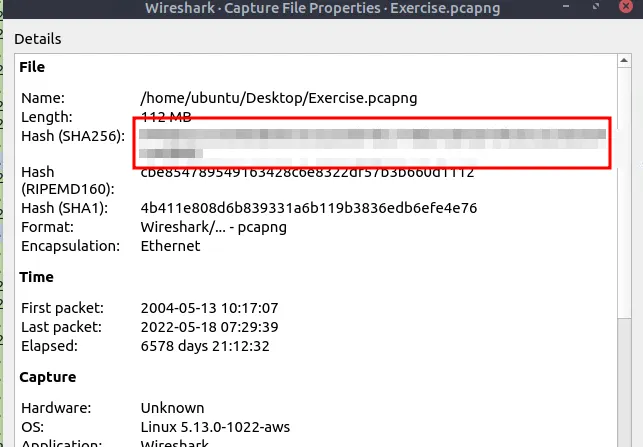 Wireshark · Capture File Properties · Exercise.pcapng
Details
File
Name: /home/ubuntu/Desktop/Exercise.pcapng
Length: 112 MB
Hash (SHA256):
Hash (RIPEMD160): cbe854789549163428c6e8322df57b3b660d1112
Hash (SHA1): 4b411e808d6b839331a6b119b3836edb6efe4e76
Format: Wireshark/... - pcapng
Encapsulation: Ethernet
Time
First packet: 2004-05-13 10:17:07
Last packet: 2022-05-18 07:29:39
Elapsed: 6578 days 21:12:32
Capture
Hardware: Unknown
OS: Linux 5.13.0-1022-aws
Application: Wireshark